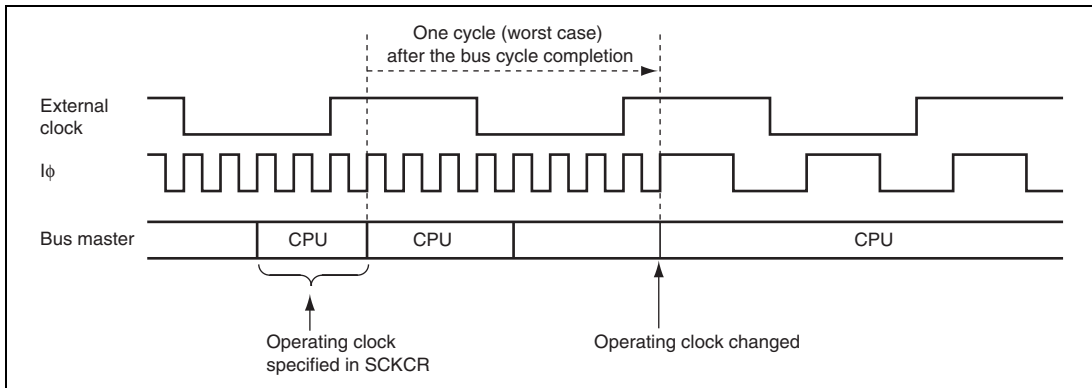 One cycle (worst case)
after the bus cycle completion
External
clock
Iϕ
Bus master
CPU
CPU
CPU
Operating clock
specified in SCKCR
Operating clock changed